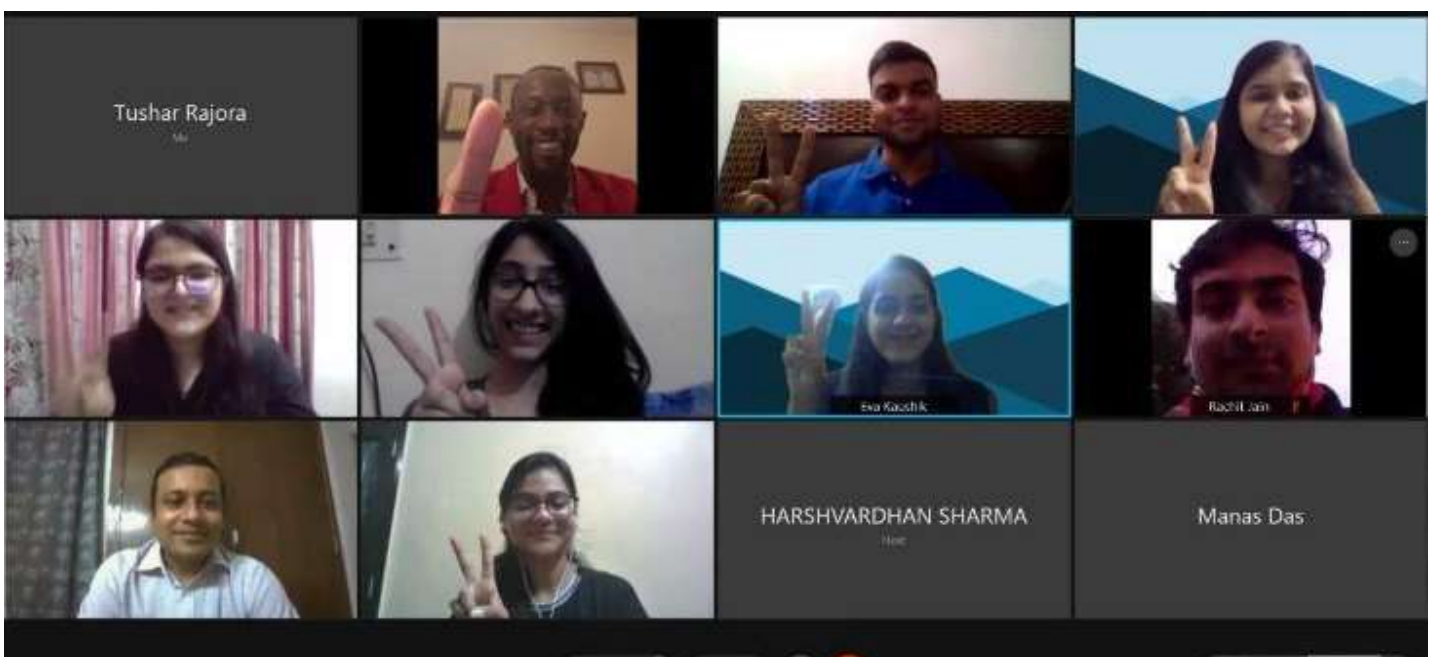 Tushar Rajora
Me
Eva Kaushik
Rachit Jain
HARSHVARDHAN SHARMA
Host
Manas Das